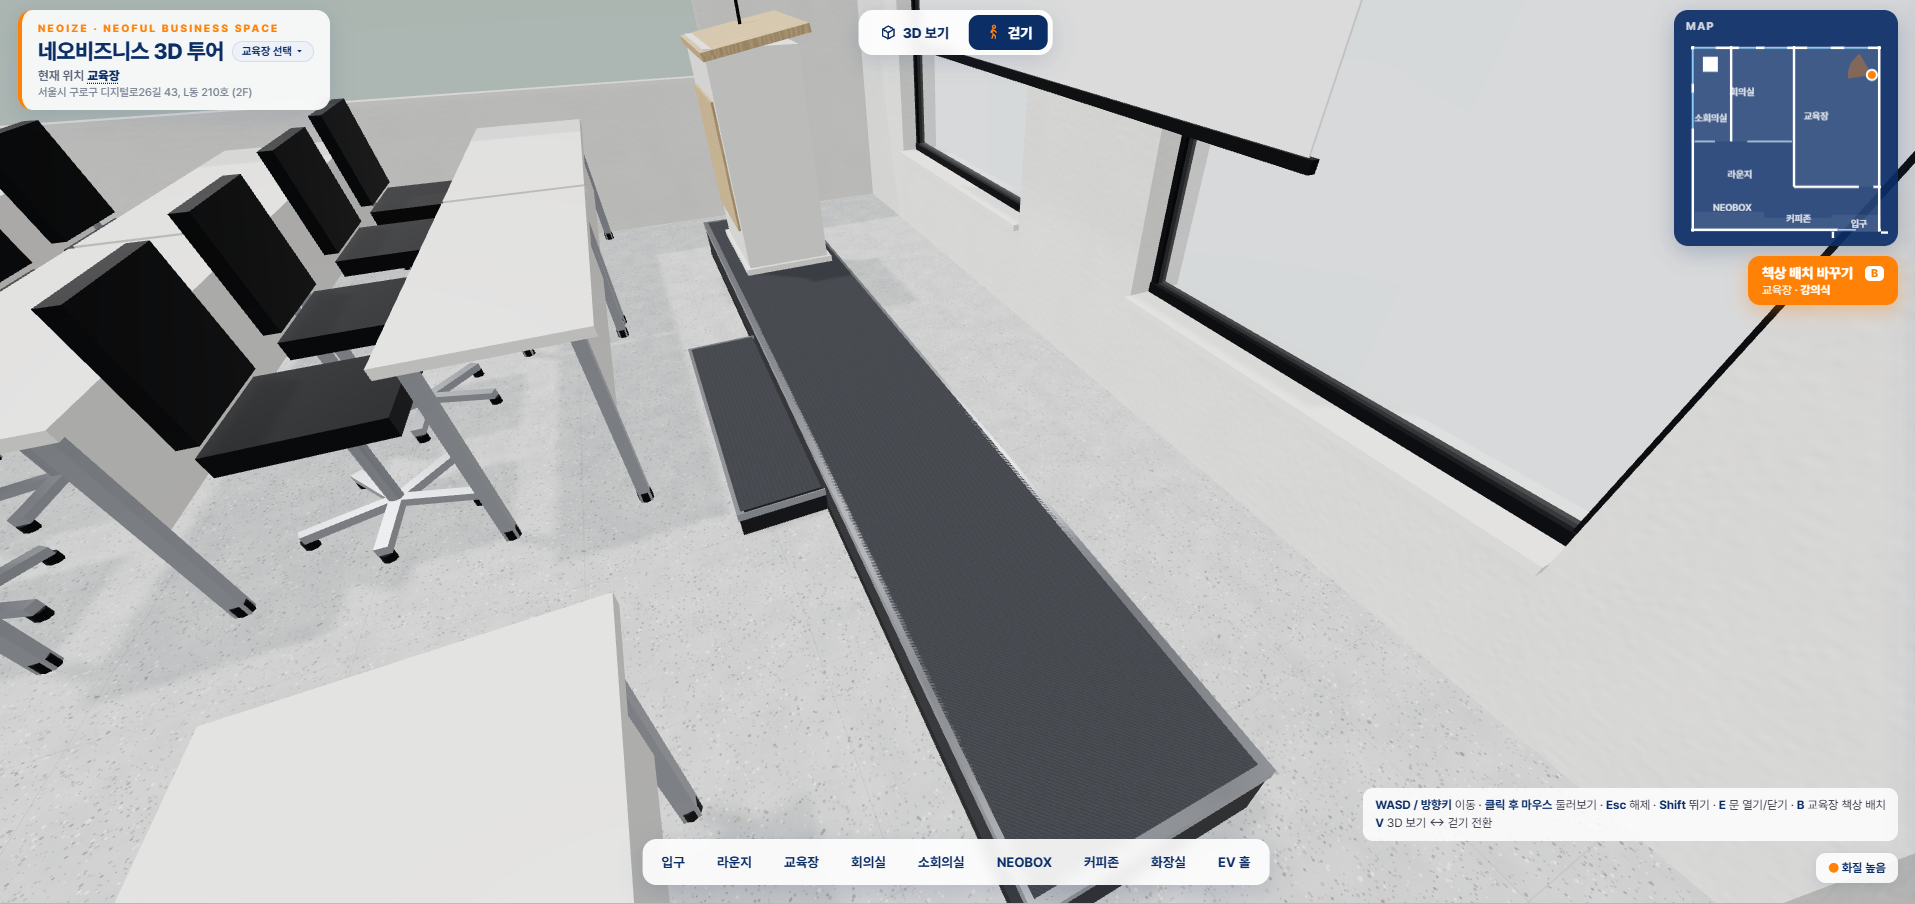 NEOIZE · NEOFUL BUSINESS SPACE
네오비즈니스 3D 투어
교육장 선택
현재 위치 교육장
서울시 구로구 디지털로26길 43, L동 210호 (2F)
3D 보기
걷기
MAP
회의실
소회의실
교육장
라운지
NEOBOX
커피존
입구
책상 배치 바꾸기 B
교육장 · 강의식
WASD / 방향키 이동 · 클릭 후 마우스 둘러보기 · Esc 해제 · Shift 뛰기 · E 문 열기/닫기 · B 교육장 책상 배치
V 3D 보기 ↔ 걷기 전환
입구 라운지 교육장 회의실 소회의실 NEOBOX 커피존 화장실 EV 홀
화질 높음